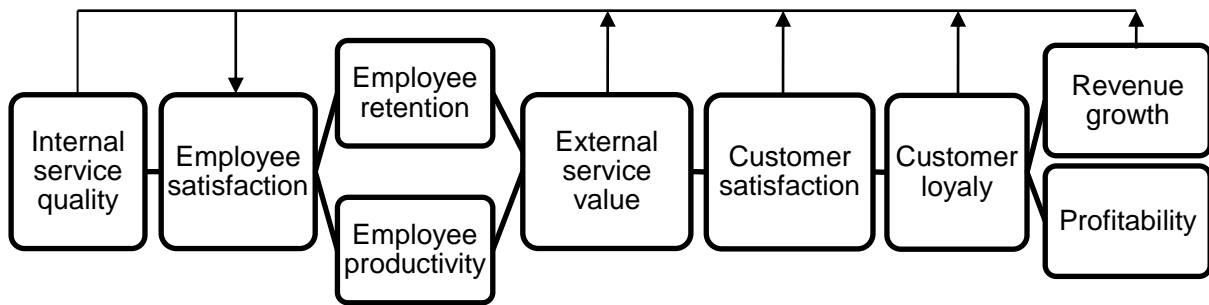 Internal
service
quality
Employee
satisfaction
Employee
retention
Employee
productivity
External
service
value
Customer
satisfaction
Customer
loyaly
Revenue
growth
Profitability